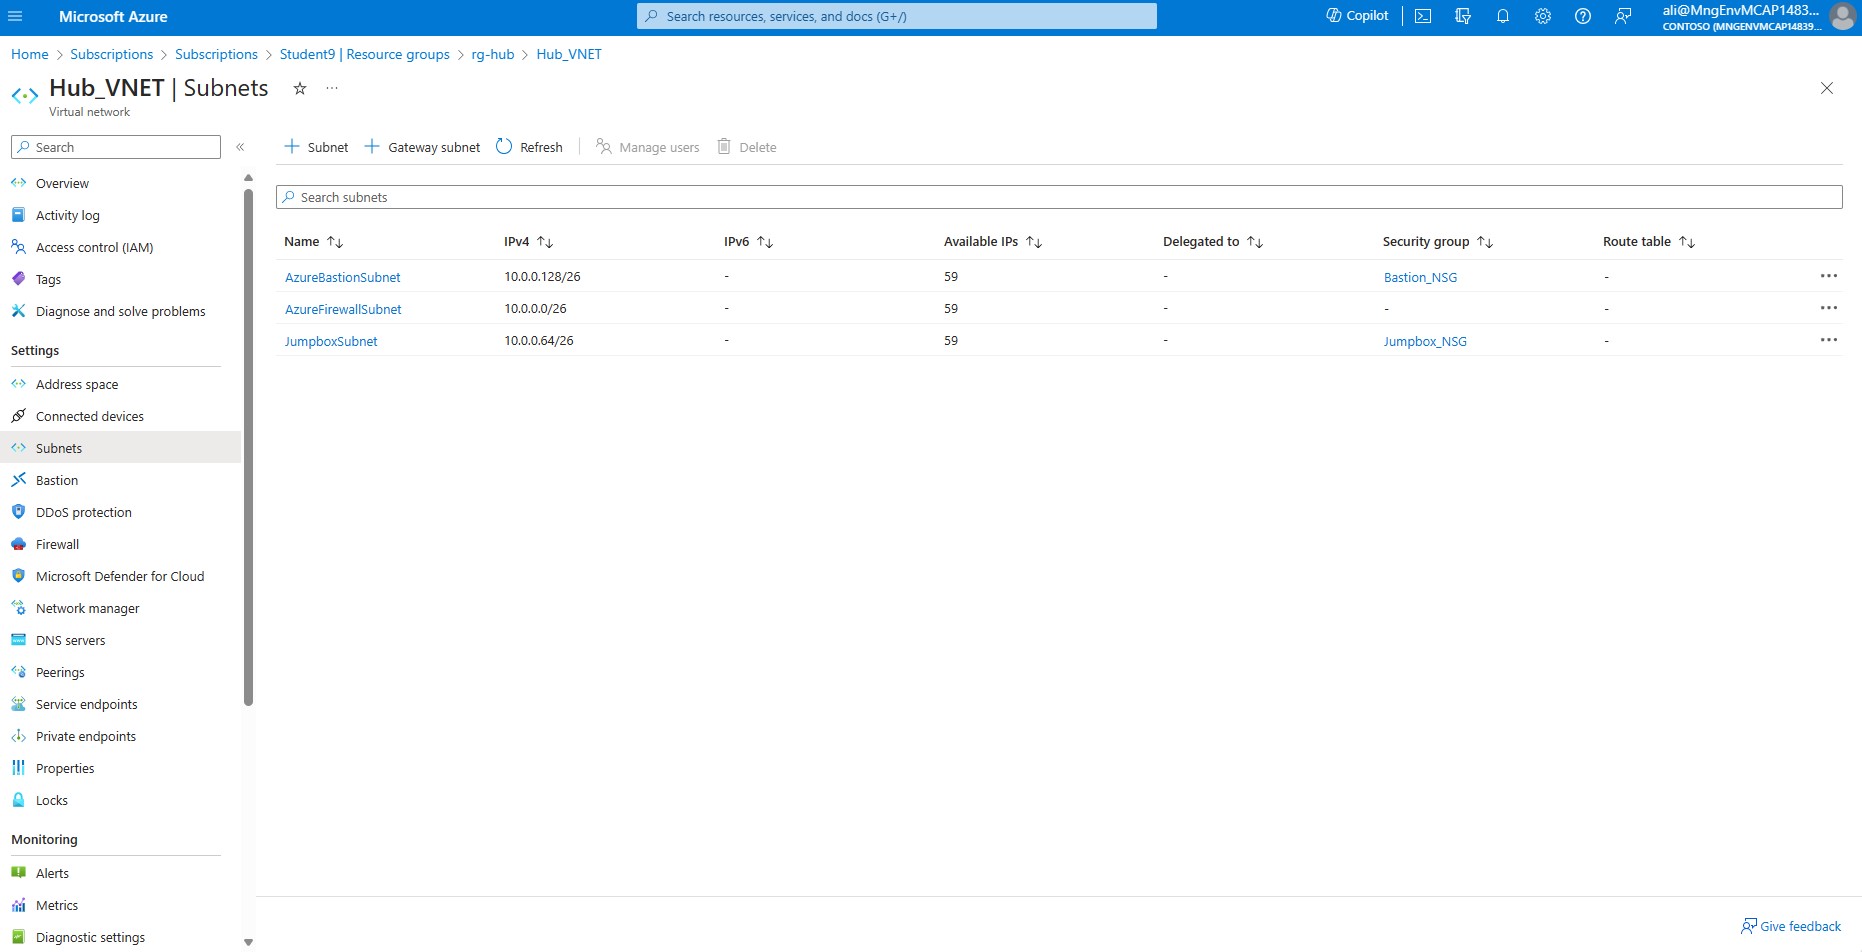 Microsoft Azure
Search resources, services, and docs (G+/)
Copilot
ali@MngEnvMCAP1483...
CONTOSO (MNGENVMCAP14839...
Home > Subscriptions > Subscriptions > Student9 | Resource groups > rg-hub > Hub_VNET
Hub_VNET | Subnets
Virtual network
Search
Subnet
Gateway subnet
Refresh
Manage users
Delete
Overview
Activity log
Access control (IAM)
Tags
Diagnose and solve problems
Settings
Address space
Connected devices
Subnets
Bastion
DDoS protection
Firewall
Microsoft Defender for Cloud
Network manager
DNS servers
Peerings
Service endpoints
Private endpoints
Properties
Locks
Monitoring
Alerts
Metrics
Diagnostic settings
Search subnets
Name IPv4 IPv6 Available IPs Delegated to Security group Route table
AzureBastionSubnet 10.0.0.128/26 - 59 - Bastion_NSG -
AzureFirewallSubnet 10.0.0.0/26 - 59 - - -
JumpboxSubnet 10.0.0.64/26 - 59 - Jumpbox_NSG -
Give feedback